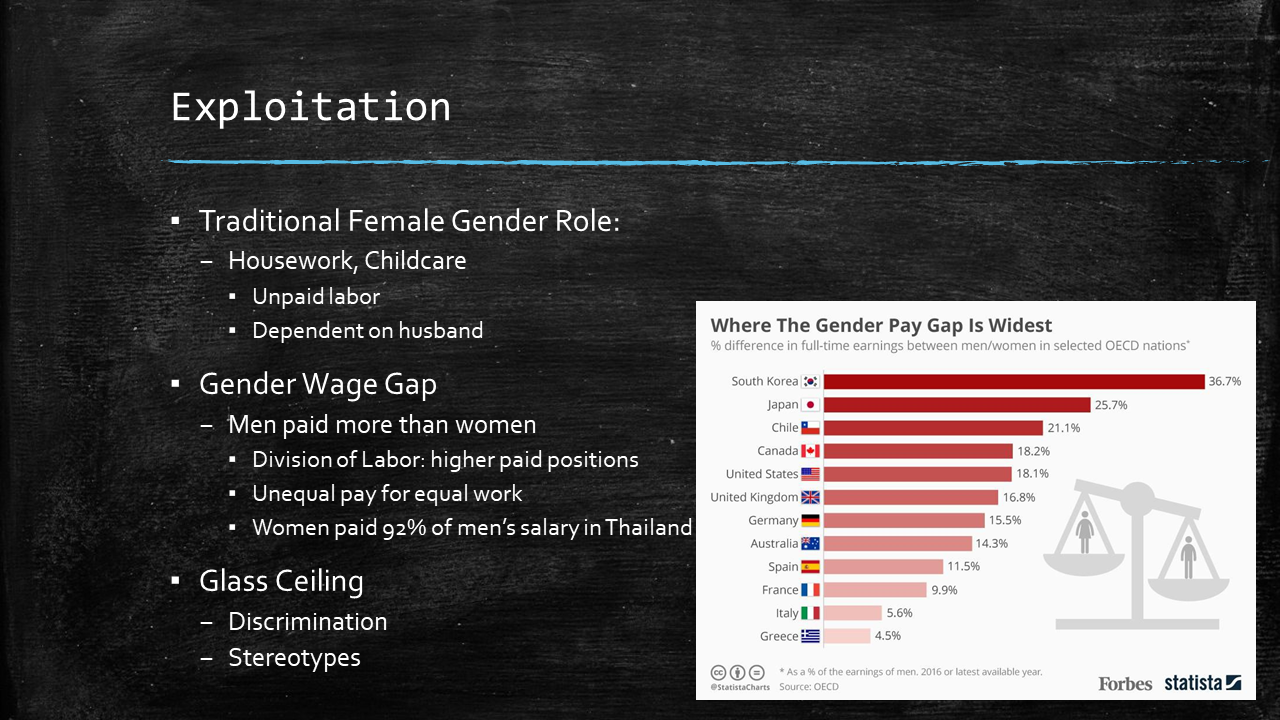 Exploitation
▪ Traditional Female Gender Role:
– Housework, Childcare
▪ Unpaid labor
▪ Dependent on husband
▪ Gender Wage Gap
– Men paid more than women
▪ Division of Labor: higher paid positions
▪ Unequal pay for equal work
▪ Women paid 92% of men’s salary in Thailand
▪ Glass Ceiling
– Discrimination
– Stereotypes
Where The Gender Pay Gap Is Widest
% difference in full-time earnings between men/women in selected OECD nations*
South Korea 36.7%
Japan 25.7%
Chile 21.1%
Canada 18.2%
United States 18.1%
United Kingdom 16.8%
Germany 15.5%
Australia 14.3%
Spain 11.5%
France 9.9%
Italy 5.6%
Greece 4.5%
* As a % of the earnings of men. 2016 or latest available year.
@StatistaCharts Source: OECD
Forbes statista